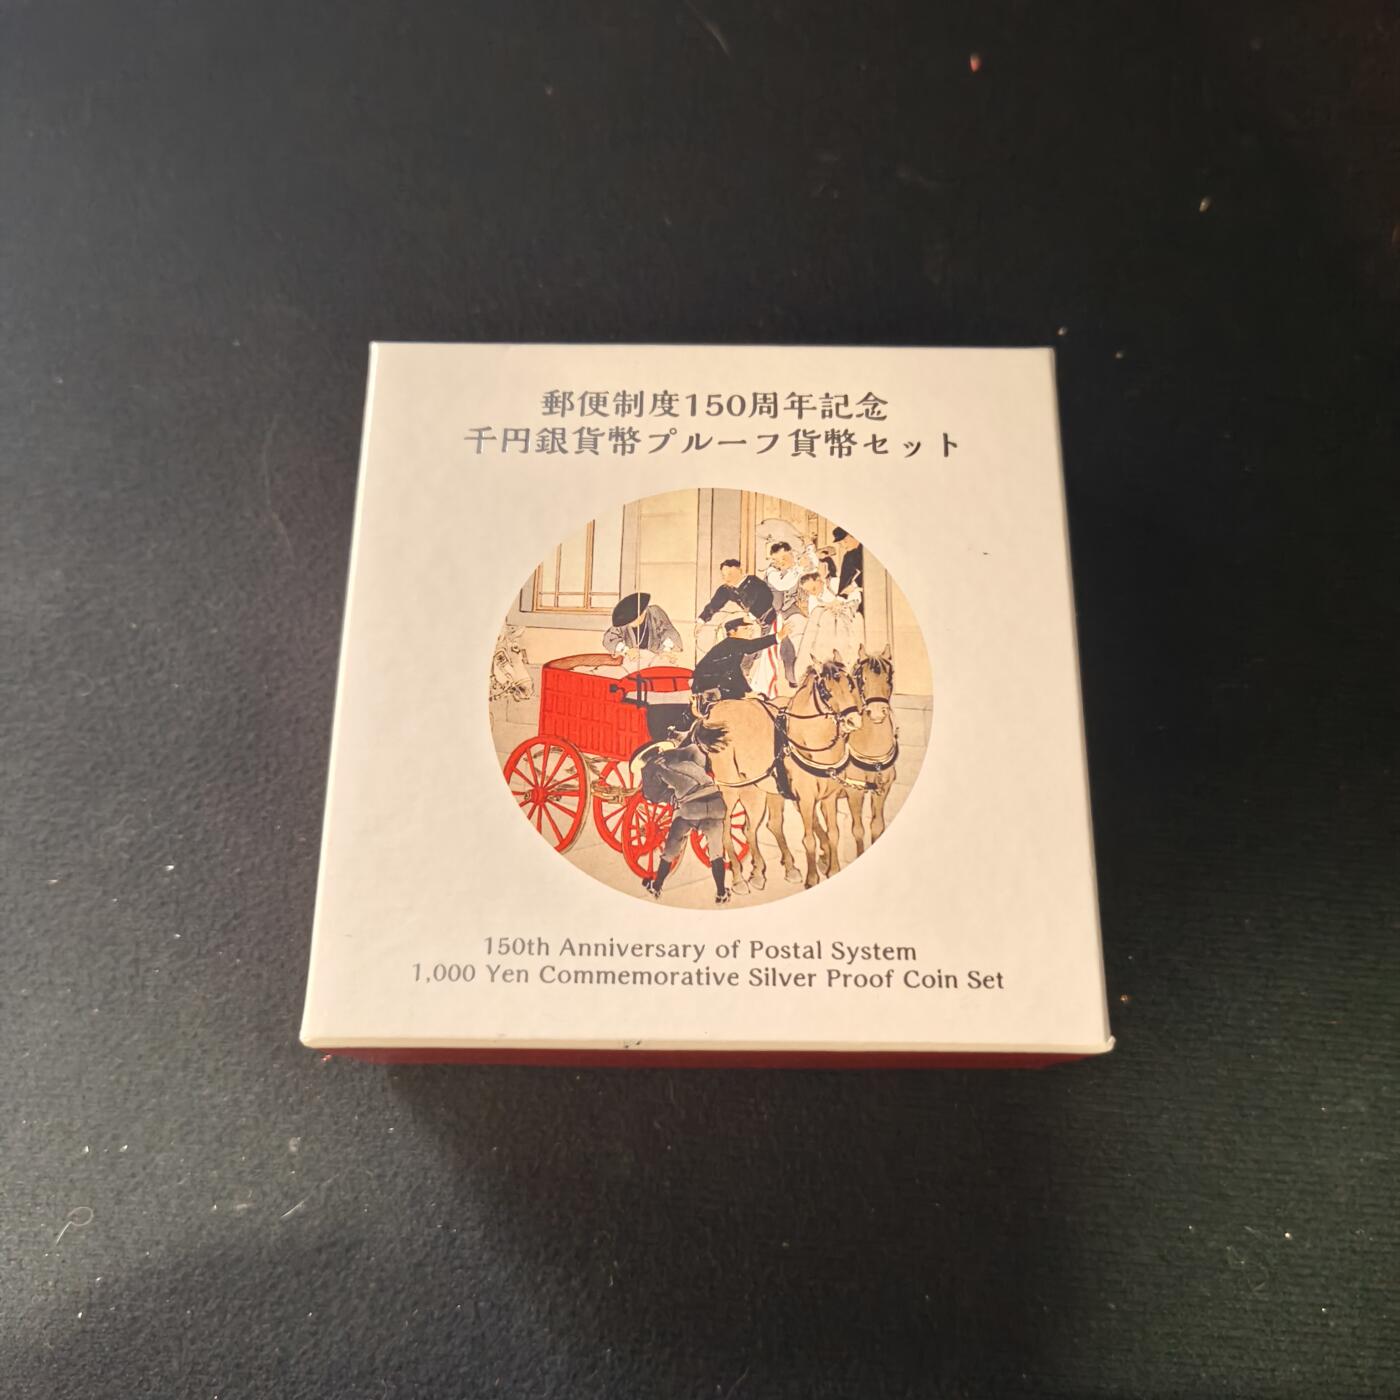 郵便制度150周年記念
千円銀貨幣プルーフ貨幣セット
150th Anniversary of Postal System
1,000 Yen Commemorative Silver Proof Coin Set